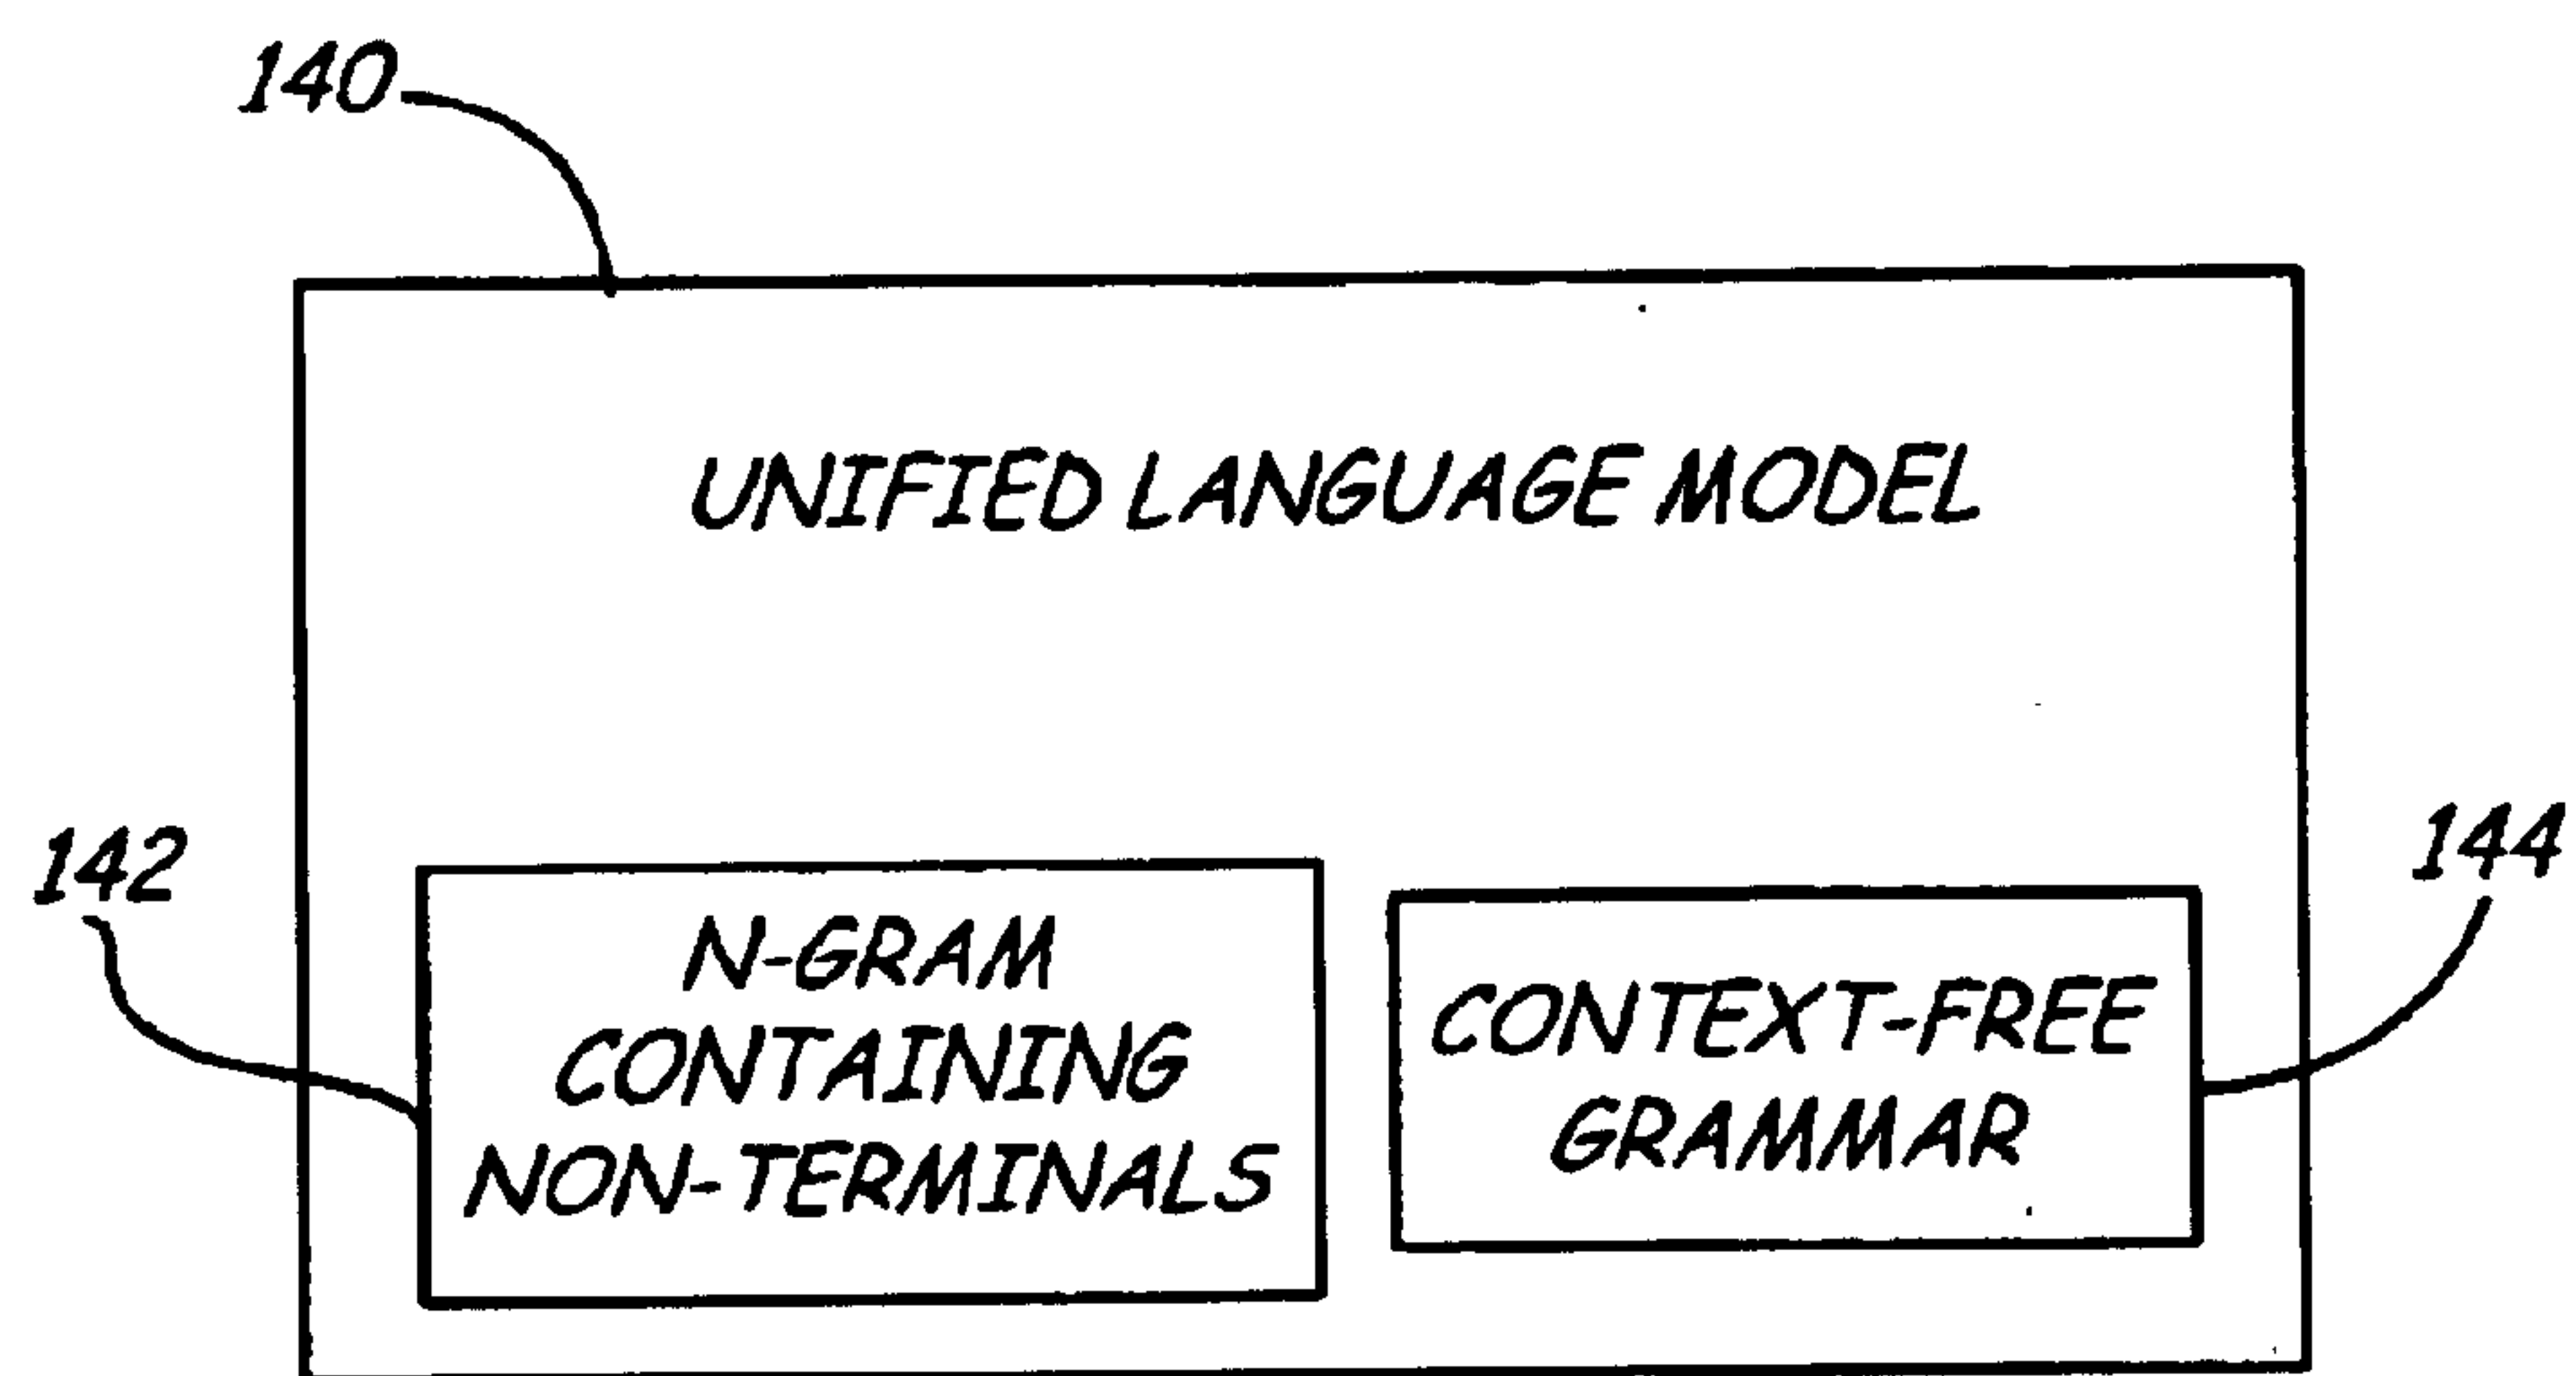 140
UNIFIED LANGUAGE MODEL
142
144
N-GRAM
CONTAINING
NON-TERMINALS
CONTEXT-FREE
GRAMMAR